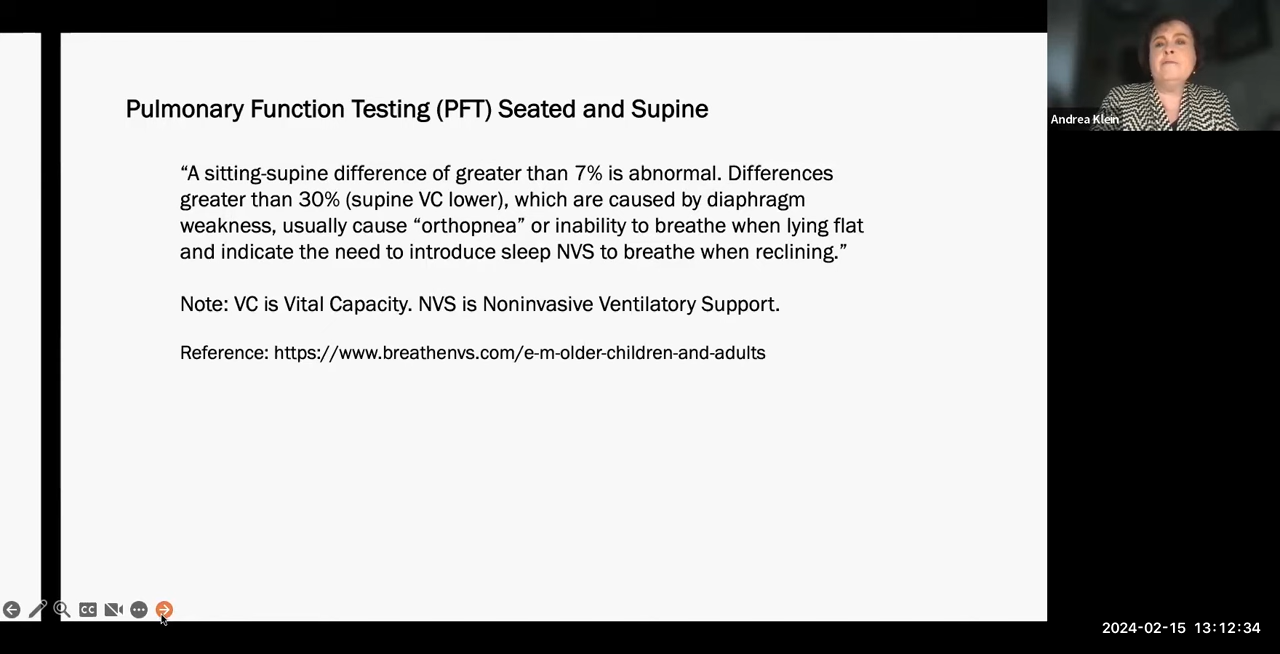 Pulmonary Function Testing (PFT) Seated and Supine
“A sitting-supine difference of greater than 7% is abnormal. Differences
greater than 30% (supine VC lower), which are caused by diaphragm
weakness, usually cause “orthopnea” or inability to breathe when lying flat
and indicate the need to introduce sleep NVS to breathe when reclining.”
Note: VC is Vital Capacity. NVS is Noninvasive Ventilatory Support.
Reference: https://www.breathenvs.com/e-m-older-children-and-adults
Andrea Klein
CC
2024-02-15 13:12:34